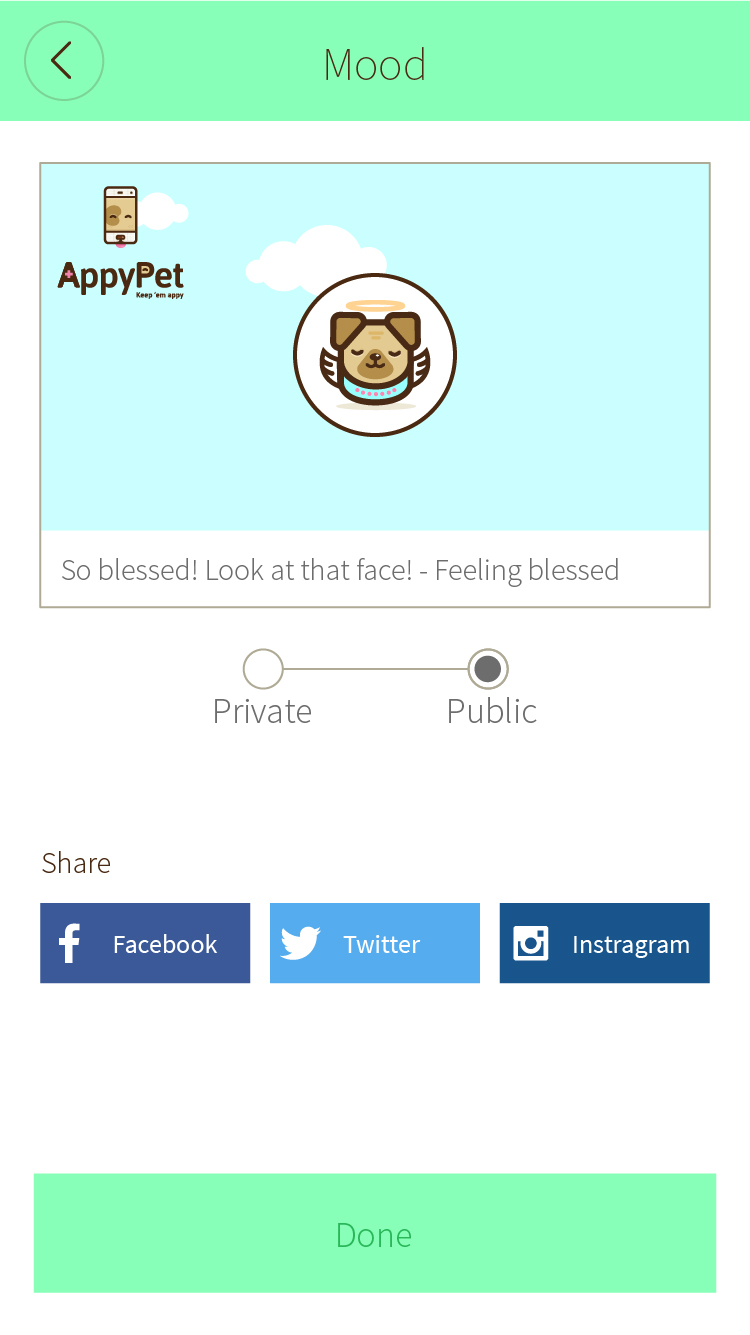 Mood
AppyPet
Keep 'em appy
So blessed! Look at that face! - Feeling blessed
Private Public
Share
Facebook Twitter Instragram
Done